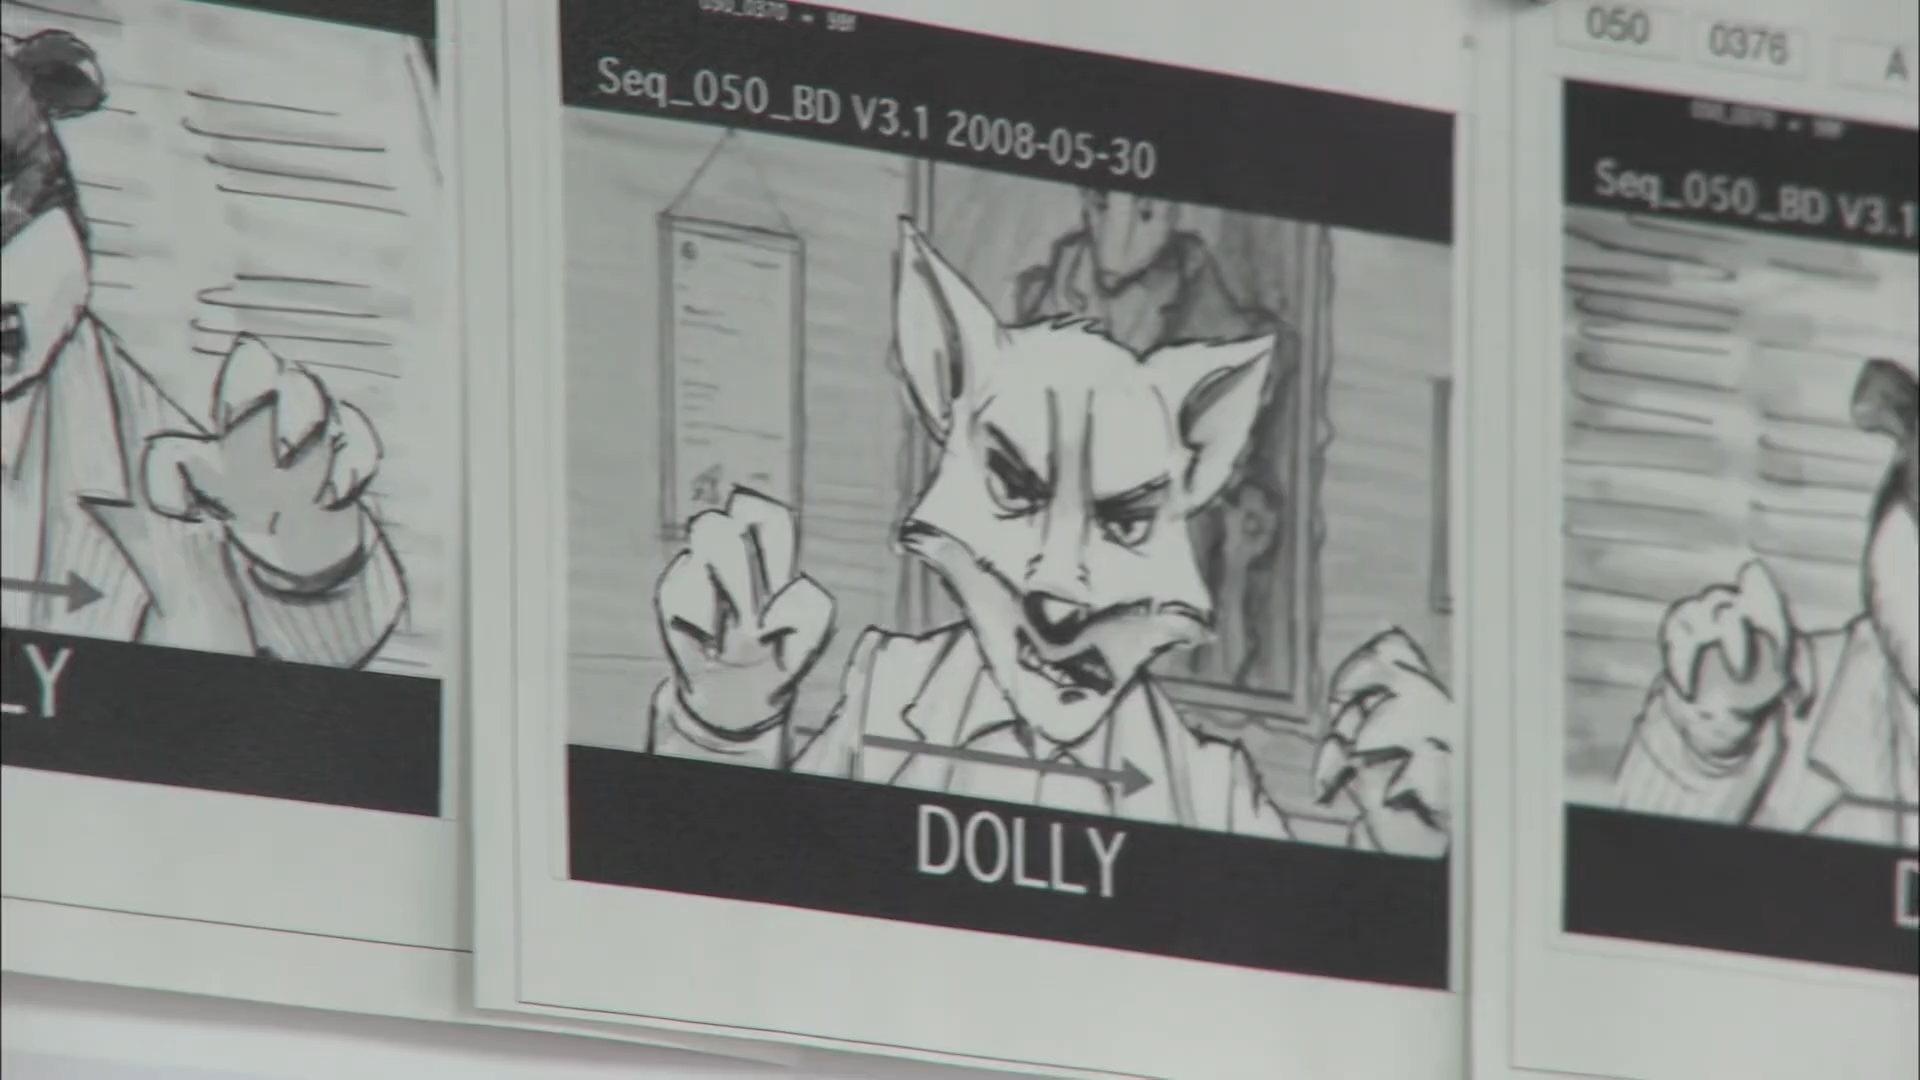 Seq_050_BD V3.1 2008-05-30
DOLLY
LY
050 0376 A
Seq_050_BD V3.1
D